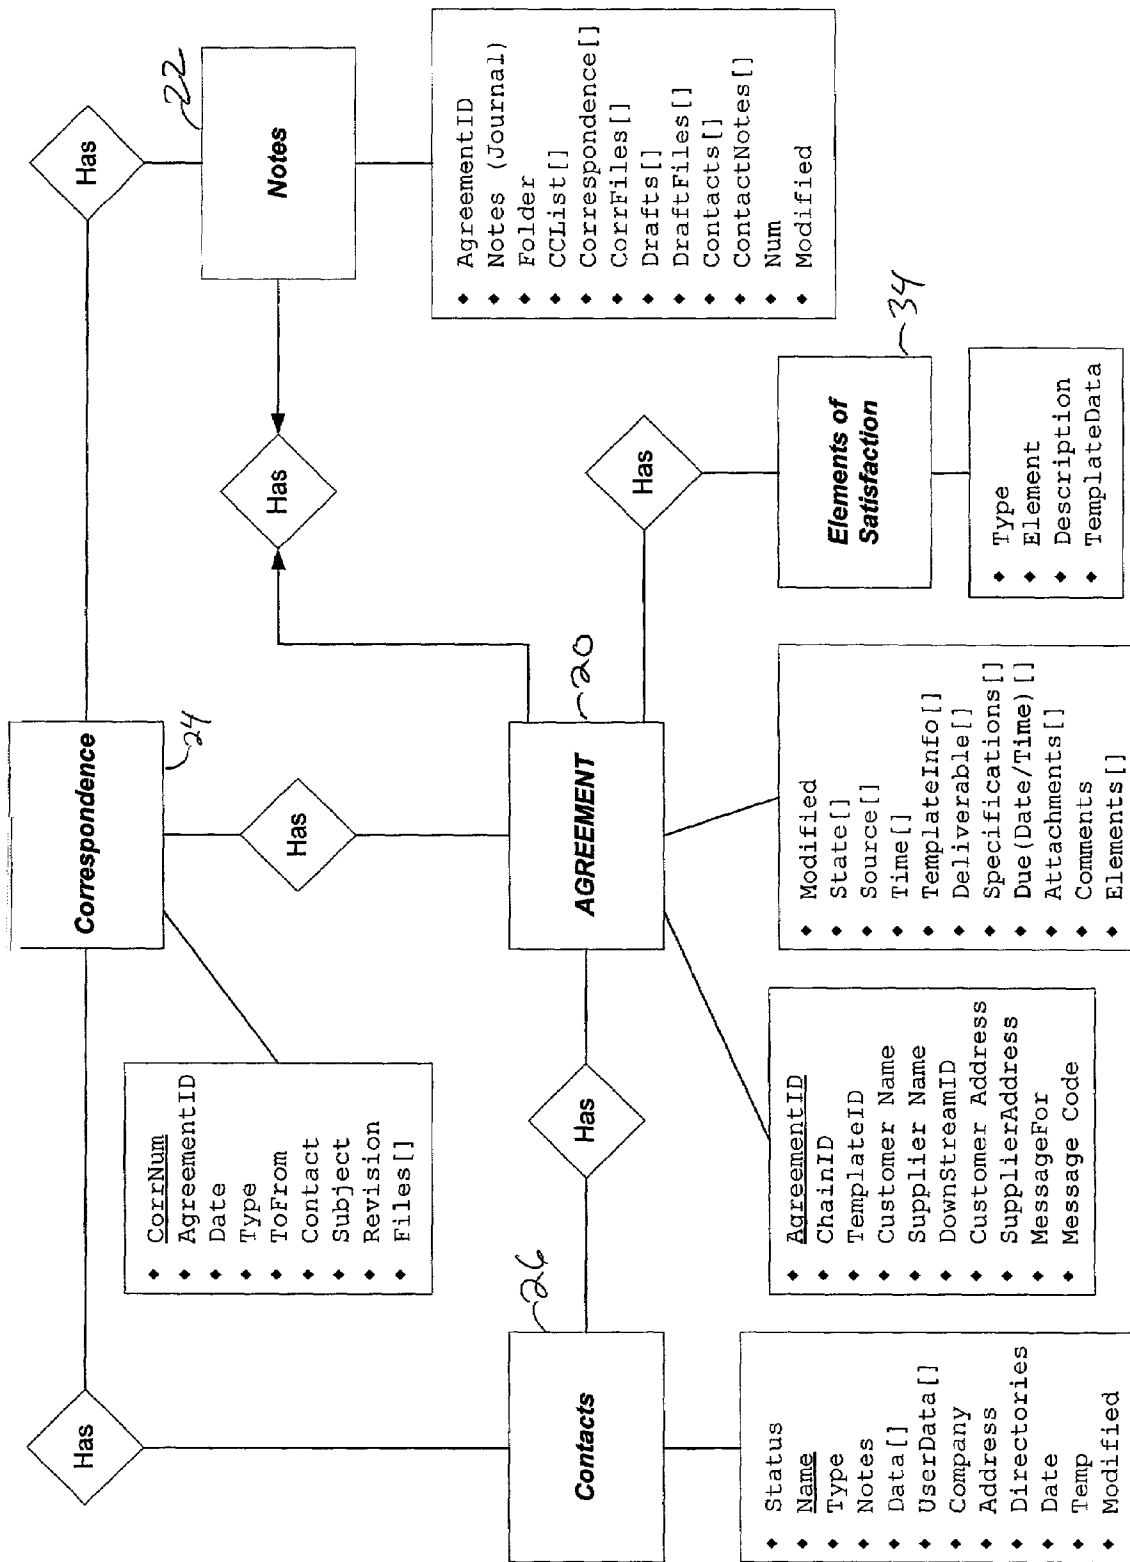 Has
Correspondence
24
Has
CorrNum
AgreementID
Date
Type
ToFrom
Contact
Subject
Revision
Files[]
Has
Notes
22
AgreementID
Notes (Journal)
Folder
CCList[]
Correspondence[]
CorrFiles[]
Drafts[]
DraftFiles[]
Contacts[]
ContactNotes[]
Num
Modified
Has
Contacts
26
Status
Name
Type
Notes
Data[]
UserData[]
Company
Address
Directories
Date
Temp
Modified
Has
AGREEMENT
20
AgreementID
ChainID
TemplateID
Customer Name
Supplier Name
DownStreamID
Customer Address
SupplierAddress
MessageFor
Message Code
Modified
State[]
Source[]
Time[]
TemplateInfo[]
Deliverable[]
Specifications[]
Due(Date/Time)[]
Attachments[]
Comments
Elements[]
Has
Has
Elements of
Satisfaction
34
Type
Element
Description
TemplateData